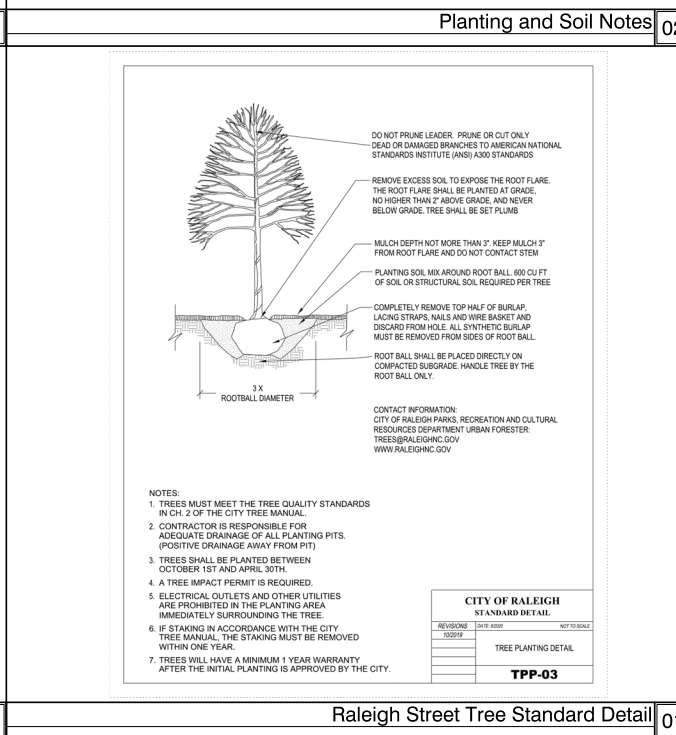 Planting and Soil Notes
DO NOT PRUNE LEADER. PRUNE OR CUT ONLY
DEAD OR DAMAGED BRANCHES TO AMERICAN NATIONAL
STANDARDS INSTITUTE (ANSI) A300 STANDARDS
REMOVE EXCESS SOIL TO EXPOSE THE ROOT FLARE.
THE ROOT FLARE SHALL BE PLANTED AT GRADE,
NO HIGHER THAN 2" ABOVE GRADE, AND NEVER
BELOW GRADE. TREE SHALL BE SET PLUMB
MULCH DEPTH NOT MORE THAN 3". KEEP MULCH 3"
FROM ROOT FLARE AND DO NOT CONTACT STEM
PLANTING SOIL MIX AROUND ROOT BALL. 600 CU FT
OF SOIL OR STRUCTURAL SOIL REQUIRED PER TREE
COMPLETELY REMOVE TOP HALF OF BURLAP,
LACING STRAPS, NAILS AND WIRE BASKET AND
DISCARD FROM HOLE. ALL SYNTHETIC BURLAP
MUST BE REMOVED FROM SIDES OF ROOT BALL.
ROOT BALL SHALL BE PLACED DIRECTLY ON
COMPACTED SUBGRADE. HANDLE TREE BY THE
ROOT BALL ONLY.
3 X
ROOTBALL DIAMETER
CONTACT INFORMATION:
CITY OF RALEIGH PARKS, RECREATION AND CULTURAL
RESOURCES DEPARTMENT URBAN FORESTER:
TREES@RALEIGHNC.GOV
WWW.RALEIGHNC.GOV
NOTES:
1. TREES MUST MEET THE TREE QUALITY STANDARDS
IN CH. 2 OF THE CITY TREE MANUAL.
2. CONTRACTOR IS RESPONSIBLE FOR
ADEQUATE DRAINAGE OF ALL PLANTING PITS.
(POSITIVE DRAINAGE AWAY FROM PIT)
3. TREES SHALL BE PLANTED BETWEEN
OCTOBER 1ST AND APRIL 30TH.
4. A TREE IMPACT PERMIT IS REQUIRED.
5. ELECTRICAL OUTLETS AND OTHER UTILITIES
ARE PROHIBITED IN THE PLANTING AREA
IMMEDIATELY SURROUNDING THE TREE.
6. IF STAKING IN ACCORDANCE WITH THE CITY
TREE MANUAL, THE STAKING MUST BE REMOVED
WITHIN ONE YEAR.
7. TREES WILL HAVE A MINIMUM 1 YEAR WARRANTY
AFTER THE INITIAL PLANTING IS APPROVED BY THE CITY.
CITY OF RALEIGH
STANDARD DETAIL
REVISIONS DATE: 8/2020 NOT TO SCALE
10/2019
TREE PLANTING DETAIL
TPP-03
Raleigh Street Tree Standard Detail